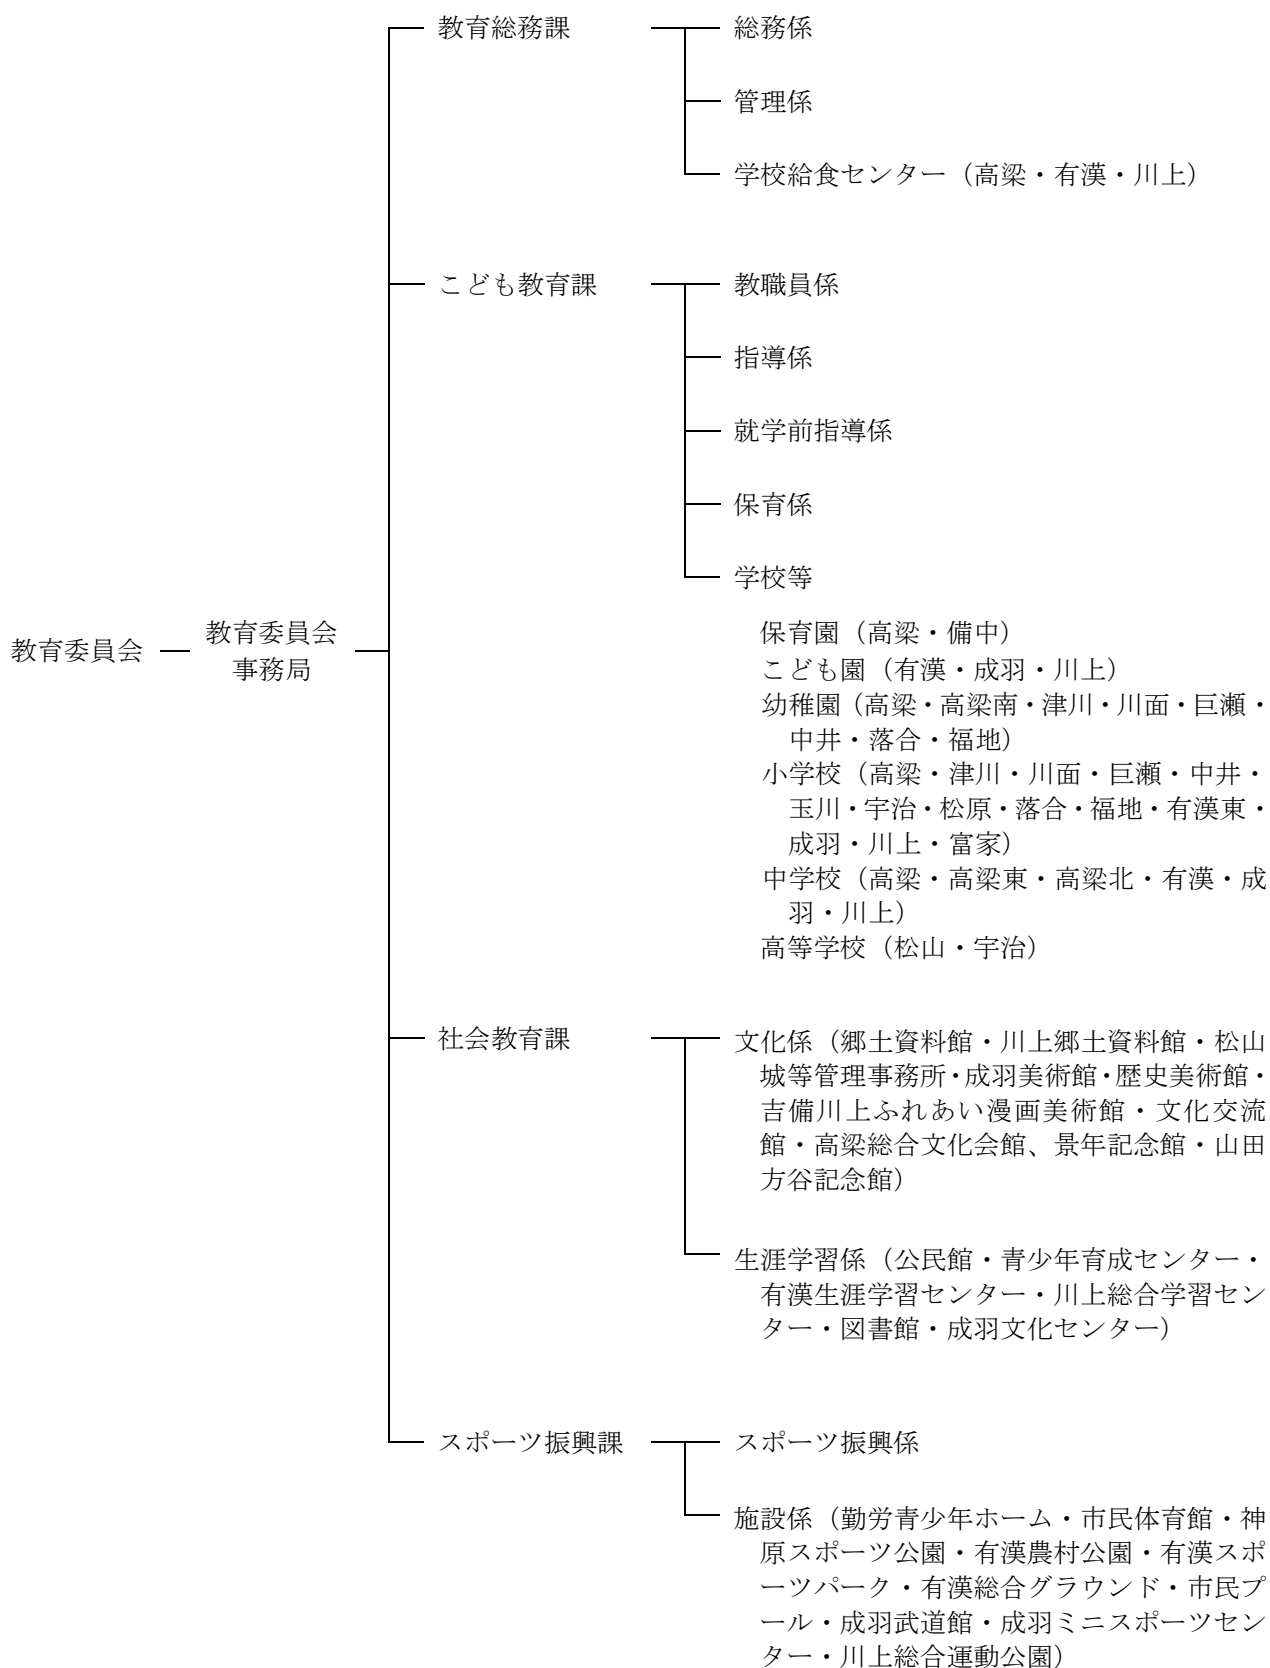 教育委員会
教育委員会
事務局
教育総務課
総務係
管理係
学校給食センター（高梁・有漢・川上）
こども教育課
教職員係
指導係
就学前指導係
保育係
学校等
保育園（高梁・備中）
こども園（有漢・成羽・川上）
幼稚園（高梁・高梁南・津川・川面・巨瀬・
中井・落合・福地）
小学校（高梁・津川・川面・巨瀬・中井・
玉川・宇治・松原・落合・福地・有漢東・
成羽・川上・富家）
中学校（高梁・高梁東・高梁北・有漢・成
羽・川上）
高等学校（松山・宇治）
社会教育課
文化係（郷土資料館・川上郷土資料館・松山
城等管理事務所・成羽美術館・歴史美術館・
吉備川上ふれあい漫画美術館・文化交流
館・高梁総合文化会館、景年記念館・山田
方谷記念館）
生涯学習係（公民館・青少年育成センター・
有漢生涯学習センター・川上総合学習セン
ター・図書館・成羽文化センター）
スポーツ振興課
スポーツ振興係
施設係（勤労青少年ホーム・市民体育館・神
原スポーツ公園・有漢農村公園・有漢スポ
ーツパーク・有漢総合グラウンド・市民プ
ール・成羽武道館・成羽ミニスポーツセン
ター・川上総合運動公園）